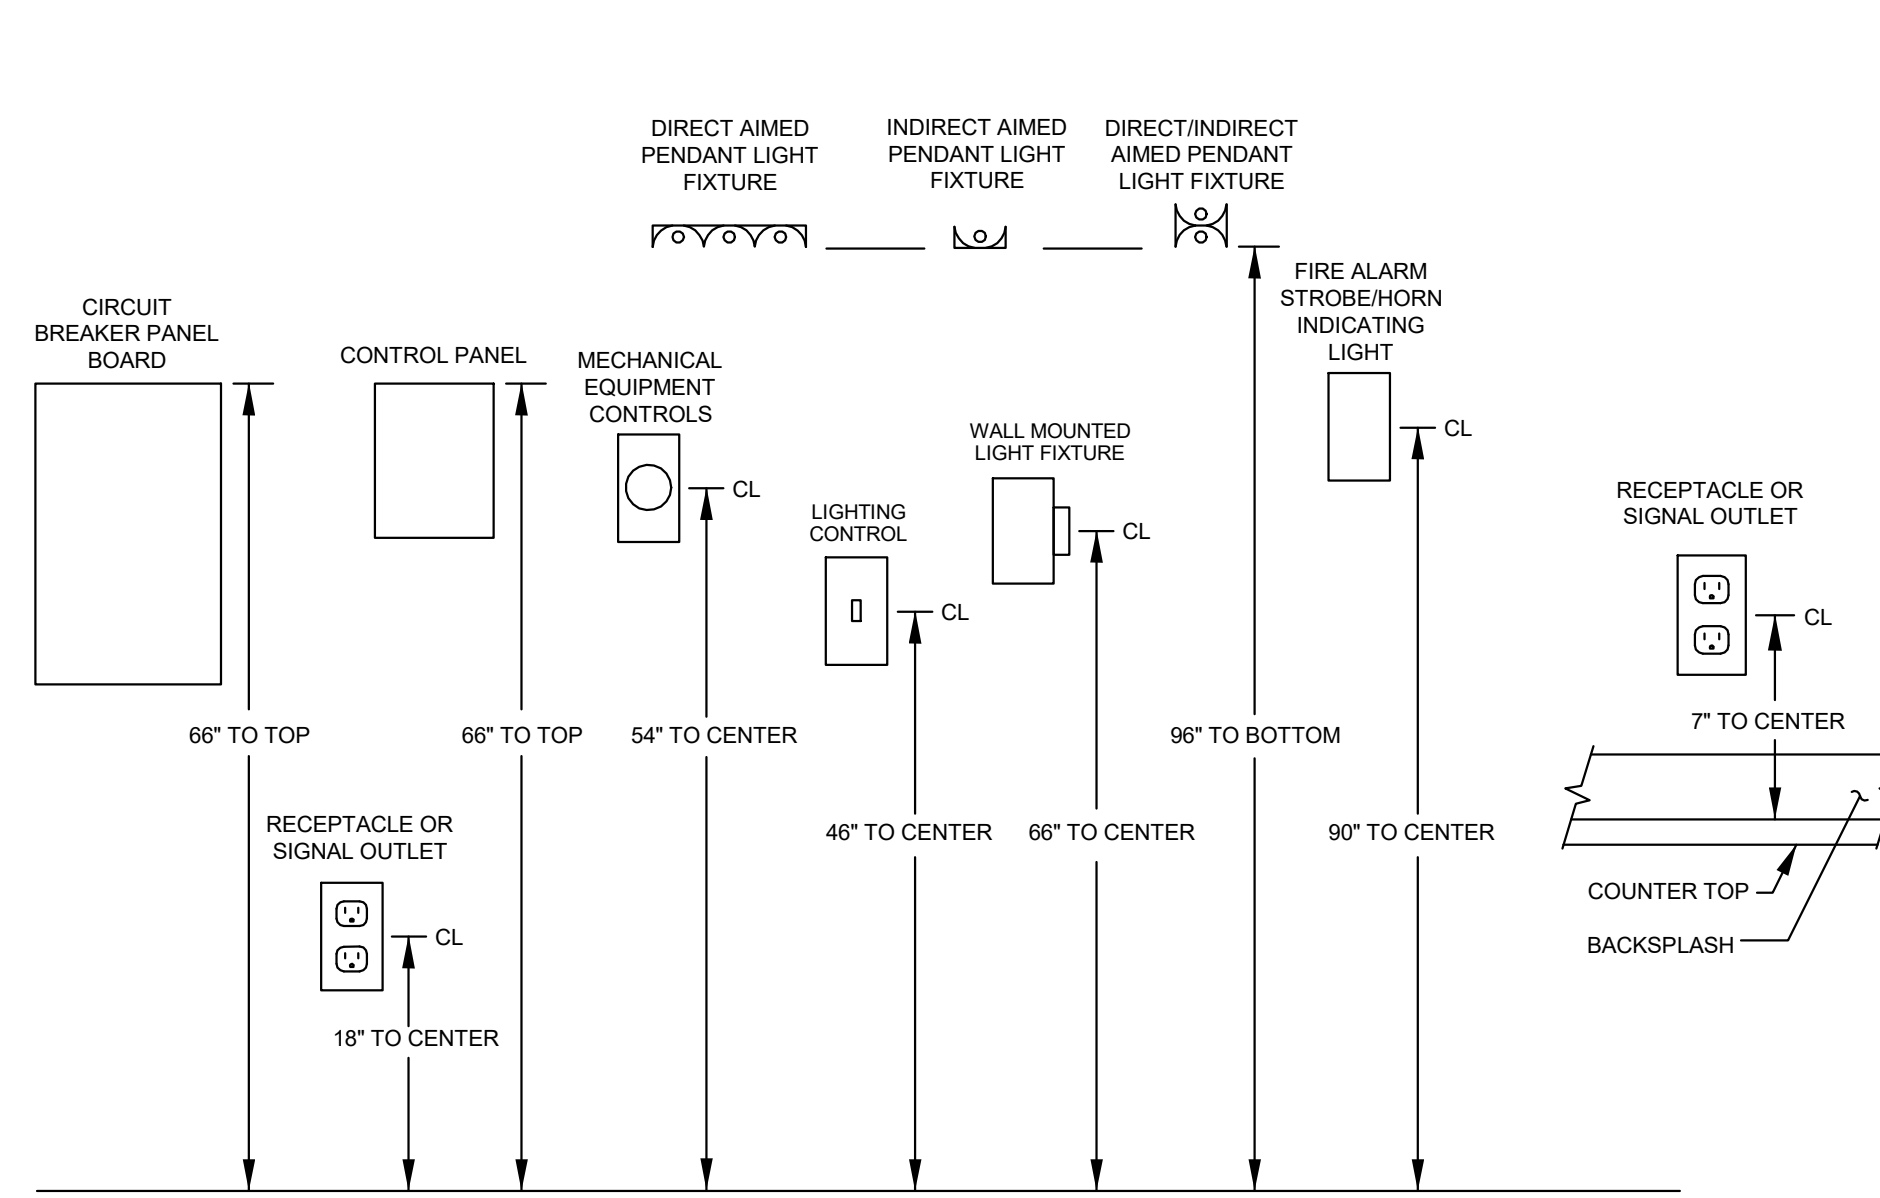 DIRECT AIMED
PENDANT LIGHT
FIXTURE
INDIRECT AIMED
PENDANT LIGHT
FIXTURE
DIRECT/INDIRECT
AIMED PENDANT
LIGHT FIXTURE
FIRE ALARM
STROBE/HORN
INDICATING
LIGHT
CIRCUIT
BREAKER PANEL
BOARD
CONTROL PANEL
MECHANICAL
EQUIPMENT
CONTROLS
WALL MOUNTED
LIGHT FIXTURE
CL
CL
RECEPTACLE OR
SIGNAL OUTLET
LIGHTING
CONTROL
CL
CL
CL
66" TO TOP
66" TO TOP
54" TO CENTER
96" TO BOTTOM
7" TO CENTER
RECEPTACLE OR
SIGNAL OUTLET
46" TO CENTER
66" TO CENTER
90" TO CENTER
COUNTER TOP
BACKSPLASH
CL
18" TO CENTER